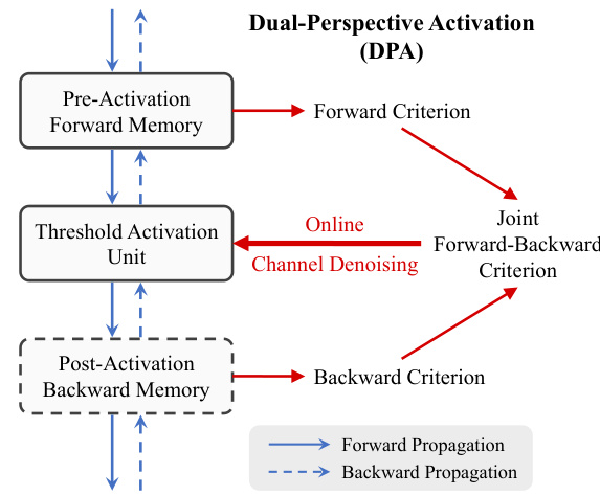 Dual-Perspective Activation
(DPA)
Pre-Activation
Forward Memory
Forward Criterion
Threshold Activation
Unit
Online
Channel Denoising
Joint
Forward-Backward
Criterion
Post-Activation
Backward Memory
Backward Criterion
Forward Propagation
Backward Propagation